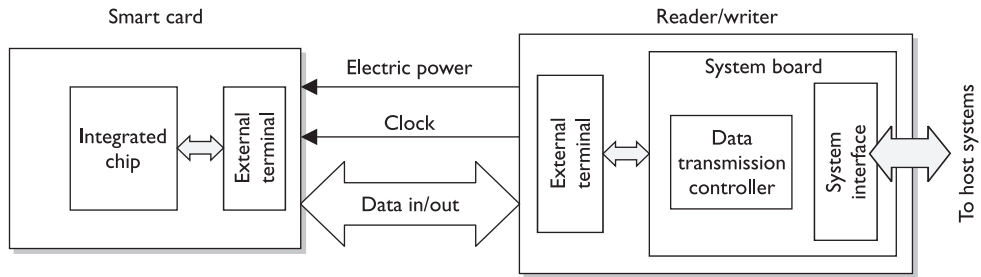 Smart card
Reader/writer
Electric power
System board
Integrated
chip
External
terminal
Clock
External
terminal
Data
transmission
controller
System
interface
To host systems
Data in/out